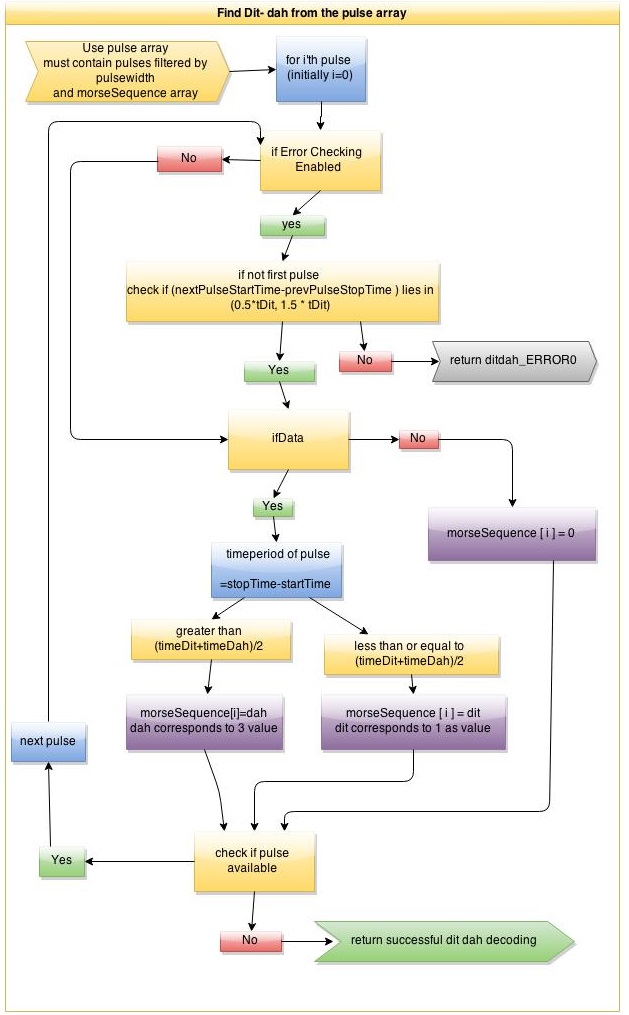 Find Dit- dah from the pulse array
Use pulse array
must contain pulses filtered by
pulsewidth
and morseSequence array
for i'th pulse
(initially i=0)
if Error Checking
Enabled
No
yes
if not first pulse
check if (nextPulseStartTime-prevPulseStopTime ) lies in
(0.5*tDit, 1.5 * tDit)
Yes
No
return ditdah_ERROR0
ifData
No
Yes
morseSequence [ i ] = 0
timeperiod of pulse
=stopTime-startTime
greater than
(timeDit+timeDah)/2
less than or equal to
(timeDit+timeDah)/2
morseSequence[i]=dah
dah corresponds to 3 value
morseSequence [ i ] = dit
dit corresponds to 1 as value
next pulse
check if pulse
available
Yes
No
return successful dit dah decoding